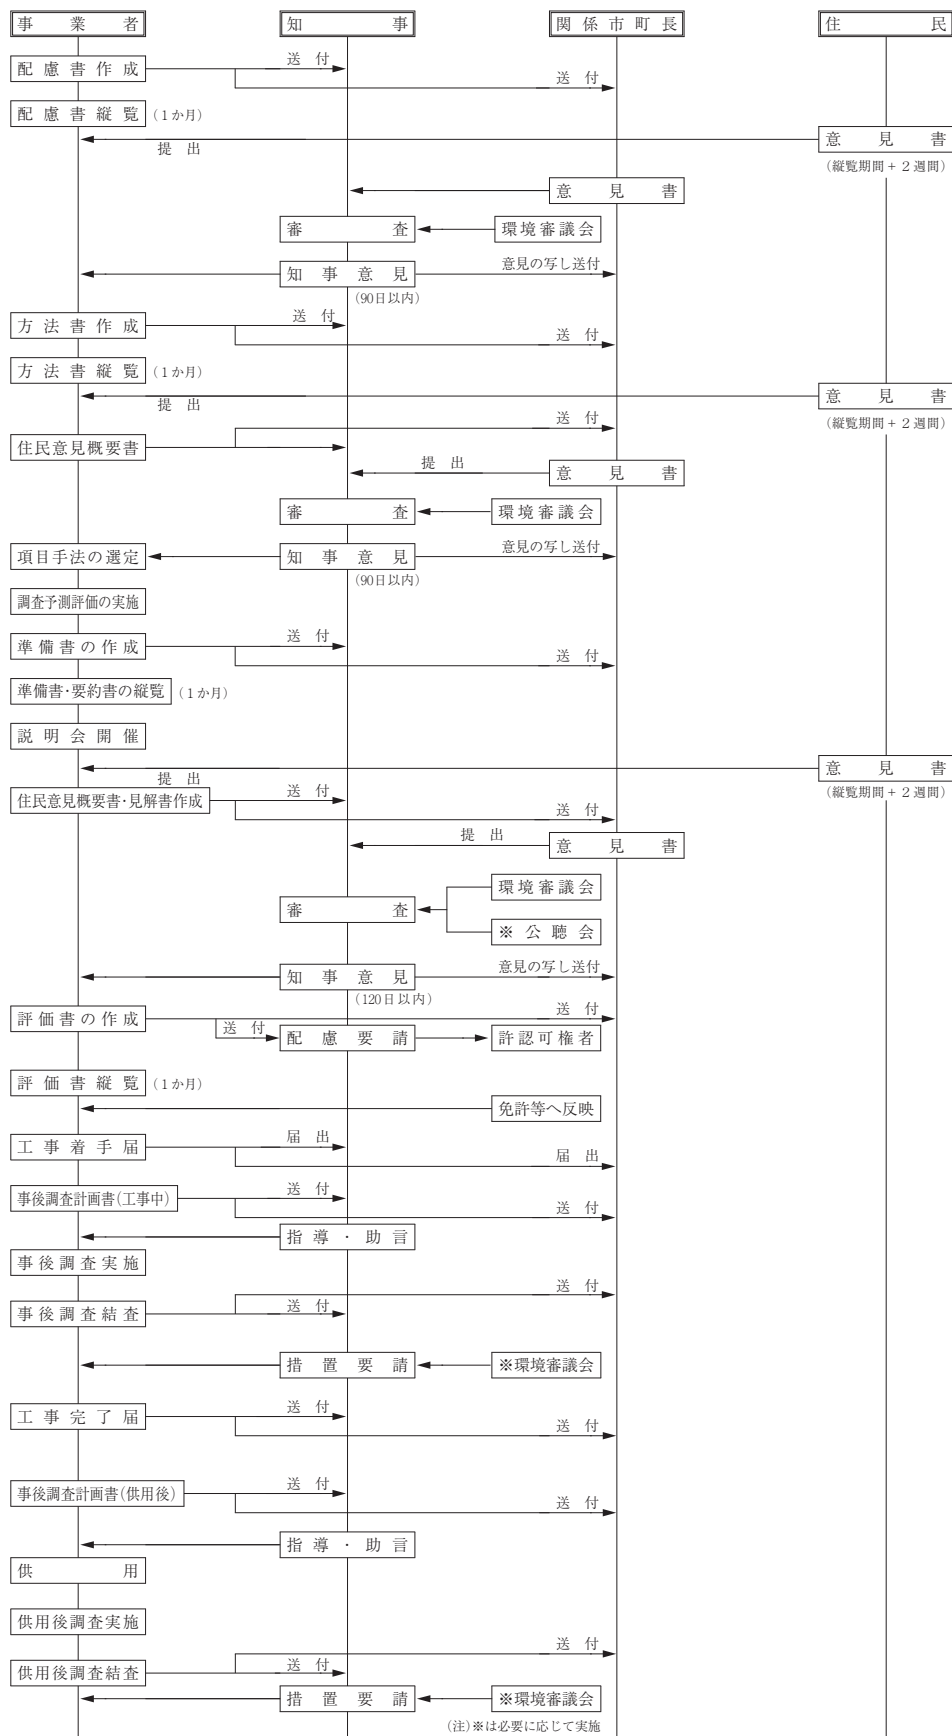 事業者 知事 関係市町長 住民
送付
配慮書作成
送付
配慮書縦覧 (1か月)
意見書
提出
(縦覧期間+2週間)
意見書
審査 環境審議会
知事意見 意見の写し送付
(90日以内)
送付
方法書作成
送付
方法書縦覧 (1か月)
意見書
提出
(縦覧期間+2週間)
送付
住民意見概要書
提出
意見書
審査 環境審議会
項目手法の選定 知事意見 意見の写し送付
(90日以内)
調査予測評価の実施
送付
準備書の作成
送付
準備書・要約書の縦覧 (1か月)
説明会開催
意見書
提出
(縦覧期間+2週間)
住民意見概要書・見解書作成 送付
送付
提出
意見書
環境審議会
審査
※公聴会
知事意見 意見の写し送付
(120日以内)
評価書の作成 送付
送付 配慮要請 許認可権者
評価書縦覧 (1か月)
免許等へ反映
届出
工事着手届
届出
送付
事後調査計画書(工事中)
送付
指導・助言
事後調査実施
送付
事後調査結査 送付
措置要請 ※環境審議会
送付
工事完了届
送付
送付
事後調査計画書(供用後)
送付
指導・助言
供用
供用後調査実施
送付
供用後調査結査 送付
措置要請 ※環境審議会
(注)※は必要に応じて実施